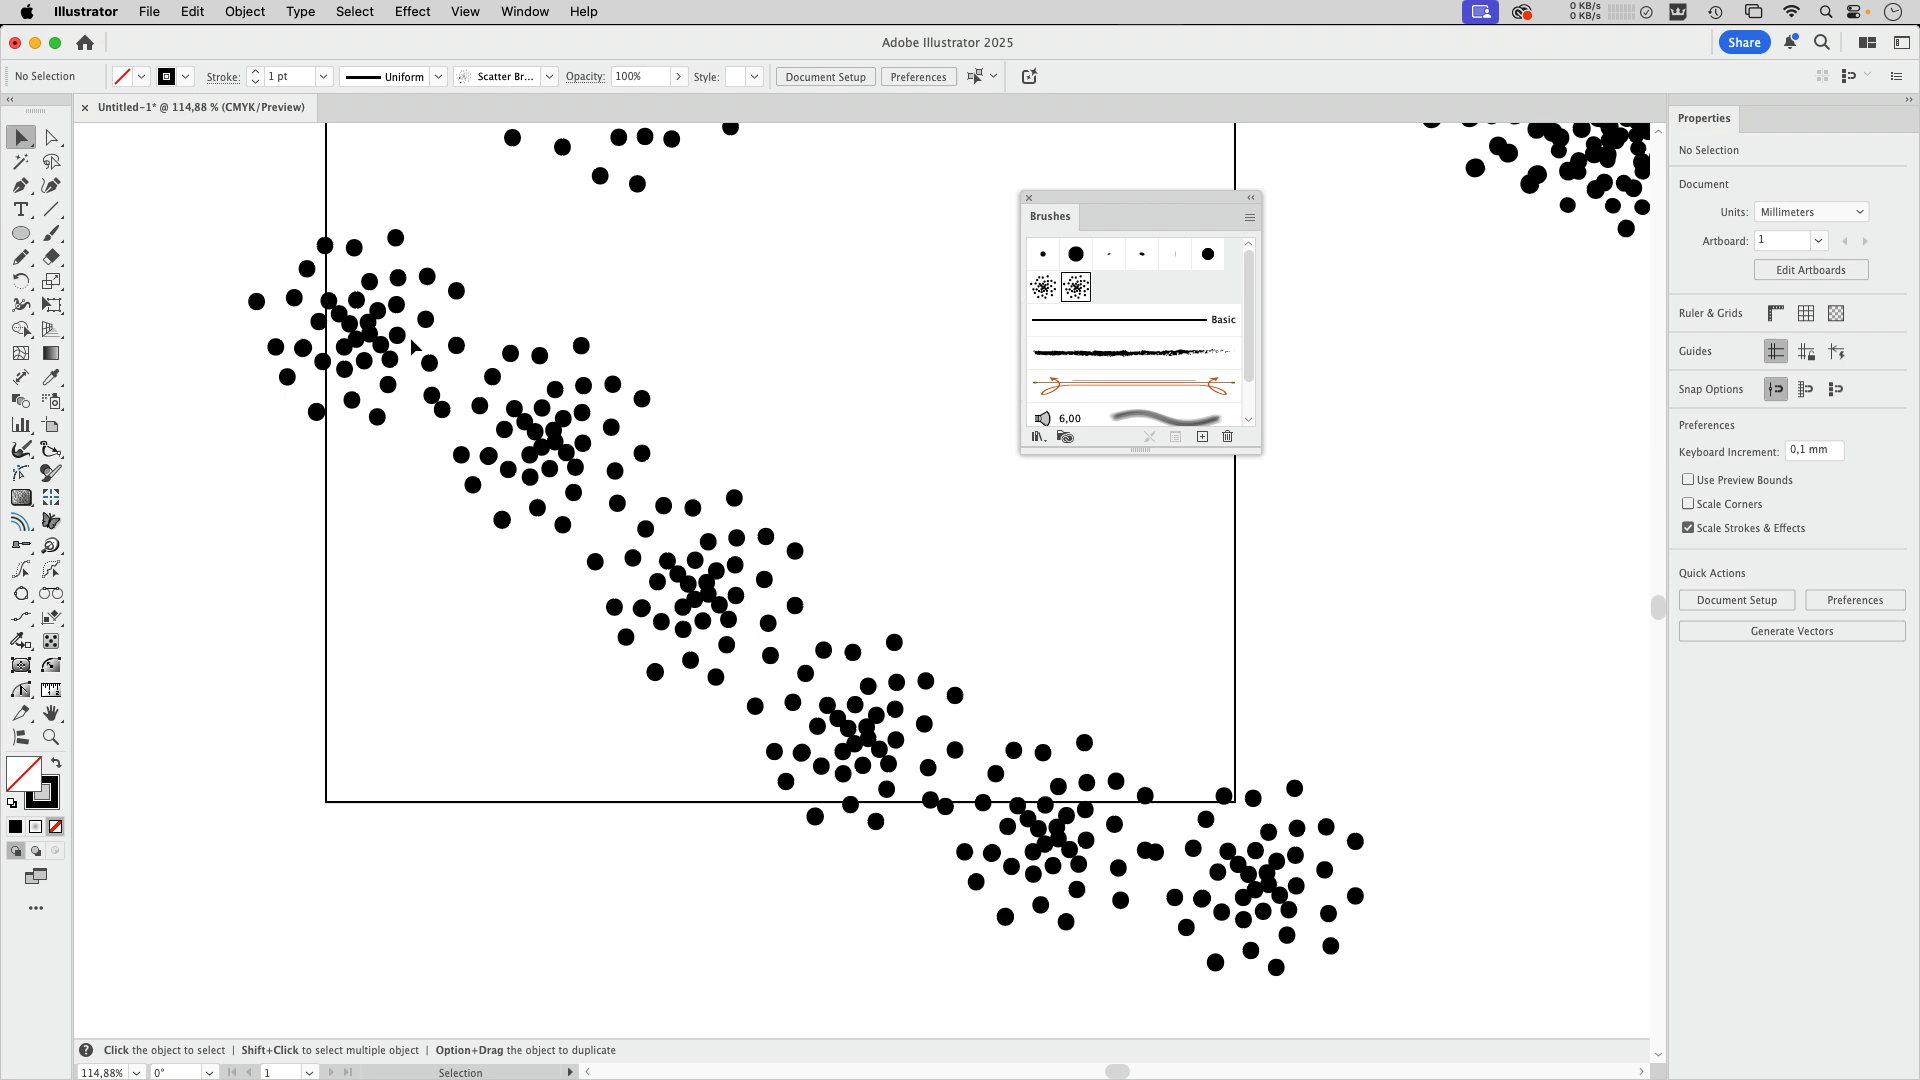 Illustrator File Edit Object Type Select Effect View Window Help
0 KB/s
0 KB/s
Adobe Illustrator 2025
Share
No Selection
Stroke:
1 pt
Uniform
Scatter Br...
Opacity:
100%
Style:
Document Setup
Preferences
Untitled-1* @ 114,88 % (CMYK/Preview)
Brushes
Basic
6,00
Properties
No Selection
Document
Units: Millimeters
Artboard: 1
Edit Artboards
Ruler & Grids
Guides
Snap Options
Preferences
Keyboard Increment: 0,1 mm
Use Preview Bounds
Scale Corners
Scale Strokes & Effects
Quick Actions
Document Setup
Preferences
Generate Vectors
Click the object to select | Shift+Click to select multiple object | Option+Drag the object to duplicate
114,88% 0° 1 Selection